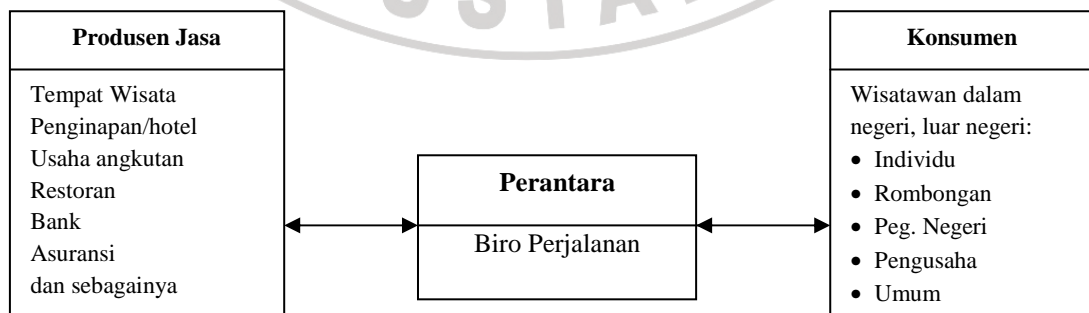 Produsen Jasa
Tempat Wisata
Penginapan/hotel
Usaha angkutan
Restoran
Bank
Asuransi
dan sebagainya
Perantara
Biro Perjalanan
Konsumen
Wisatawan dalam
negeri, luar negeri:
• Individu
• Rombongan
• Peg. Negeri
• Pengusaha
• Umum